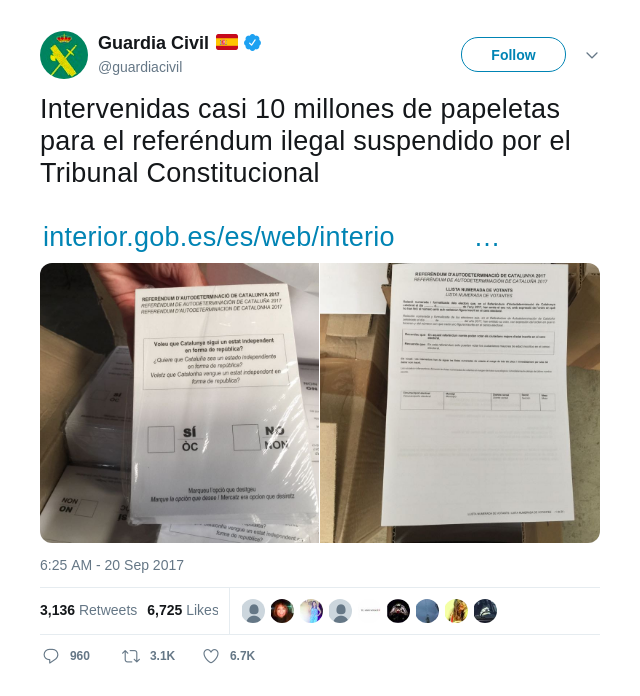 Guardia Civil
@guardiacivil
Follow
Intervenidas casi 10 millones de papeletas
para el referéndum ilegal suspendido por el
Tribunal Constitucional
interior.gob.es/es/web/interio …
REFERÈNDUM D'AUTODETERMINACIÓ DE CATALUNYA 2017
REFERÉNDUM DE AUTODETERMINACIÓN DE CATALUÑA 2017
REFERÈNDUM D'AUTODETERMINACION DE CATALONHA 2017
Voleu que Catalunya sigui un estat independent
en forma de república?
¿Quiere que Cataluña sea un estado independiente
en forma de república?
Voletz que Catalonha vengue un estat independent en
forma de republica?
SÍ
ÒC
NO
NON
Marqueu l'opció que desitgeu
Marque la opción que desea / Mercatz era opcion que desiratz
NON
ON
REFERÈNDUM D'AUTODETERMINACIÓ DE CATALUNYA 2017
REFERÉNDUM DE AUTODETERMINACIÓN DE CATALUÑA 2017
LLISTA NUMERADA DE VOTANTS
LISTA NUMERADA DE VOTANTES
6:25 AM - 20 Sep 2017
3,136 Retweets 6,725 Likes
960 3.1K 6.7K